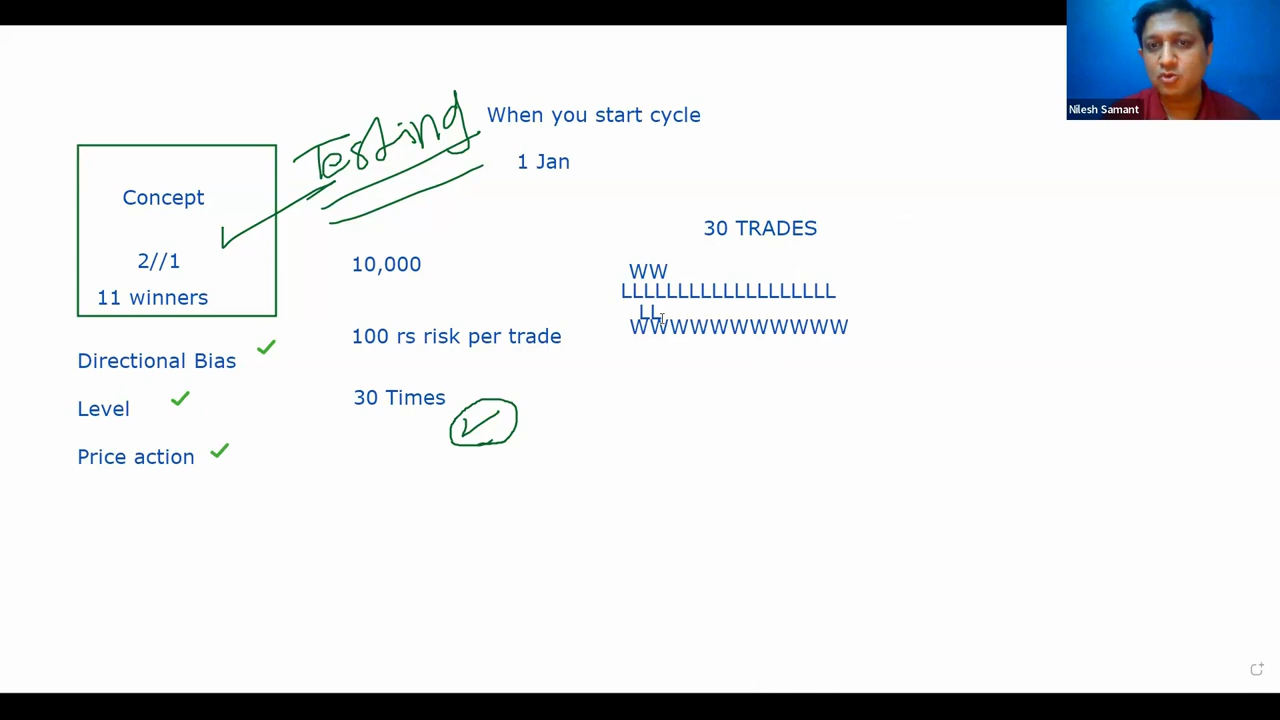 Nilesh Samant
When you start cycle
Testing
1 Jan
Concept
2//1
11 winners
Directional Bias
Level
Price action
10,000
100 rs risk per trade
30 Times
30 TRADES
WW
LLLLLLLLLLLLLLLLLLL
LL
WWWWWWWWWWW